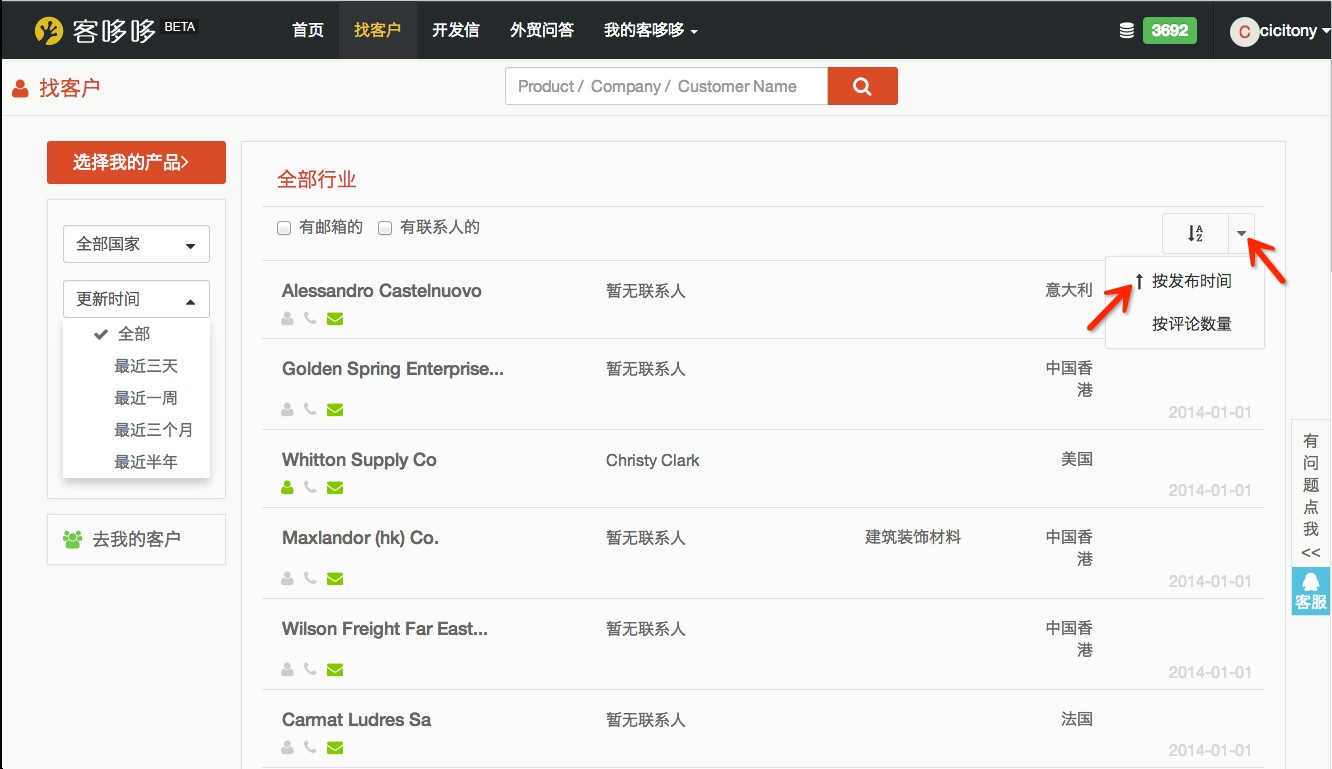 客哆哆 BETA
首页 找客户 开发信 外贸问答 我的客哆哆
3692
C cicitony
找客户
Product / Company / Customer Name
选择我的产品>
全部国家
更新时间
全部
最近三天
最近一周
最近三个月
最近半年
去我的客户
全部行业
有邮箱的 有联系人的
A
Z
按发布时间
按评论数量
Alessandro Castelnuovo 暂无联系人 意大利
Golden Spring Enterprise... 暂无联系人 中国香
港
2014-01-01
Whitton Supply Co Christy Clark 美国
2014-01-01
Maxlandor (hk) Co. 暂无联系人 建筑装饰材料 中国香
港
2014-01-01
Wilson Freight Far East... 暂无联系人 中国香
港
2014-01-01
Carmat Ludres Sa 暂无联系人 法国
2014-01-01
有
问
题
点
我
<<
客服